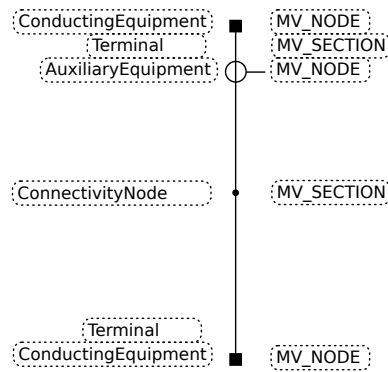 ConductingEquipment MV_NODE
Terminal MV_SECTION
AuxiliaryEquipment MV_NODE
ConnectivityNode MV_SECTION
Terminal
ConductingEquipment MV_NODE